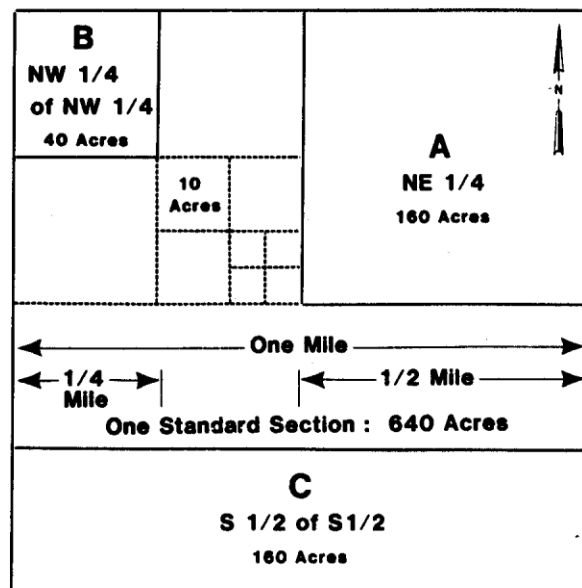 B
NW 1/4
of NW 1/4
40 Acres
N
A
NE 1/4
160 Acres
10
Acres
One Mile
1/4
Mile
1/2 Mile
One Standard Section : 640 Acres
C
S 1/2 of S1/2
160 Acres